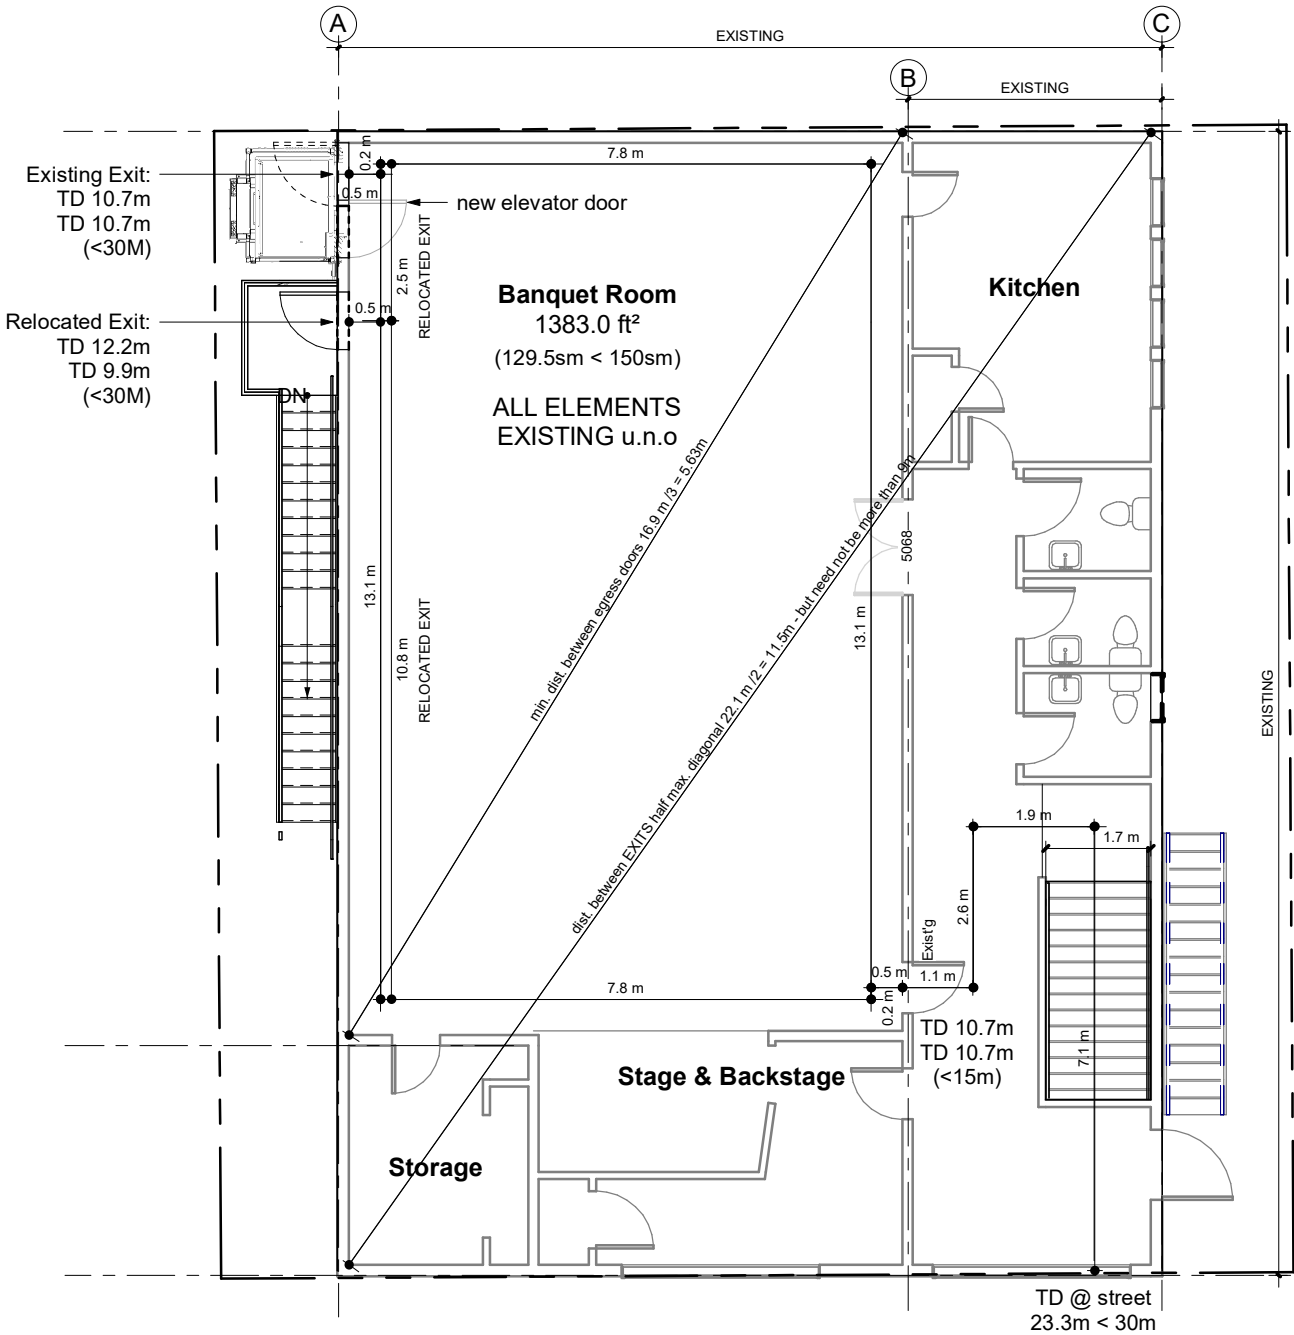 A
C
EXISTING
B
EXISTING
0.2 m
7.8 m
Existing Exit:
TD 10.7m
TD 10.7m
(<30M)
0.5 m
new elevator door
RELOCATED EXIT
2.5 m
Banquet Room
1383.0 ft²
(129.5sm < 150sm)
Kitchen
Relocated Exit:
TD 12.2m
TD 9.9m
(<30M)
0.5 m
DN
ALL ELEMENTS
EXISTING u.n.o
min. dist. between egress doors 16.9 m /3 = 5.63m
dist. between EXITS half max. diagonal 22.1 m /2 = 11.5m - but need not be more than 9m
5068
13.1 m
10.8 m
RELOCATED EXIT
13.1 m
EXISTING
1.9 m
1.7 m
2.6 m
Exist'g
0.5 m
1.1 m
7.8 m
0.2 m
TD 10.7m
TD 10.7m
(<15m)
7.1 m
Stage & Backstage
Storage
TD @ street
23.3m < 30m